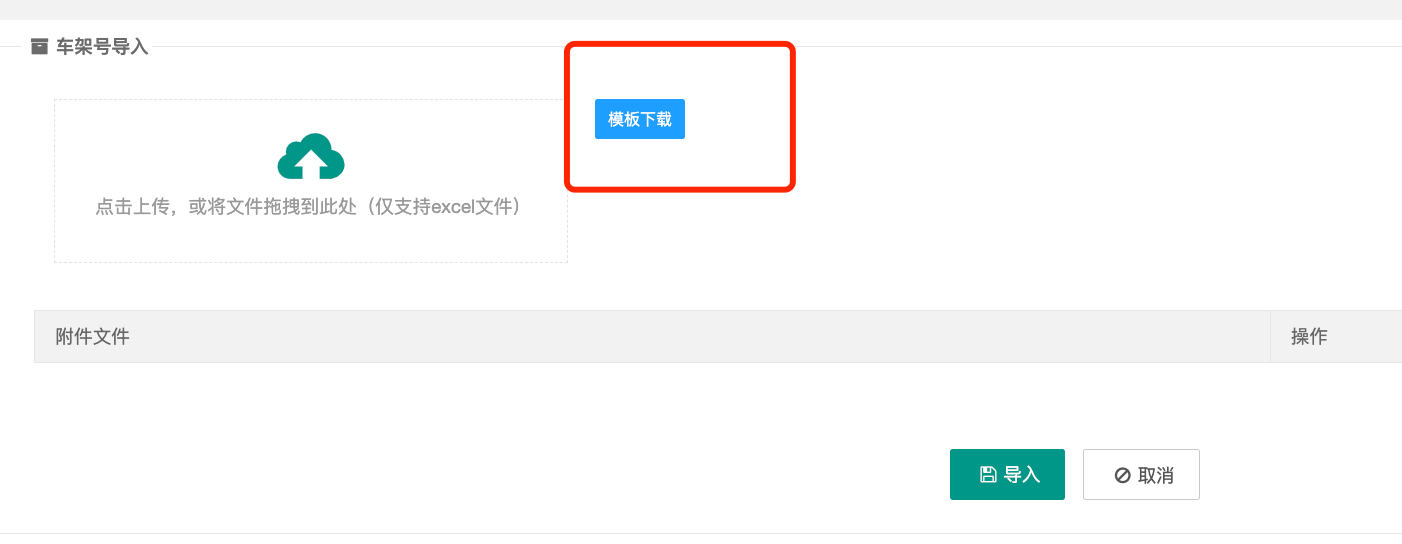 车架号导入
模板下载
点击上传，或将文件拖拽到此处（仅支持excel文件）
附件文件
操作
导入
取消